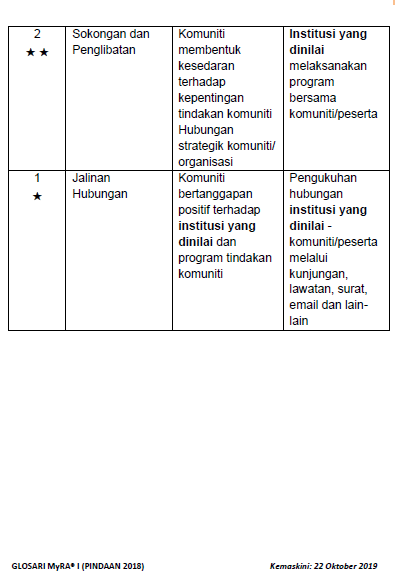 2
★ ★
Sokongan dan
Penglibatan
Komuniti
membentuk
kesedaran
terhadap
kepentingan
tindakan komuniti
Hubungan
strategik komuniti/
organisasi
Institusi yang
dinilai
melaksanakan
program
bersama
komuniti/peserta
1
★
Jalinan
Hubungan
Komuniti
bertanggapan
positif terhadap
institusi yang
dinilai dan
program tindakan
komuniti
Pengukuhan
hubungan
institusi yang
dinilai -
komuniti/peserta
melalui
kunjungan,
lawatan, surat,
email dan lain-
lain
GLOSARI MyRA® I (PINDAAN 2018)
Kemaskini: 22 Oktober 2019